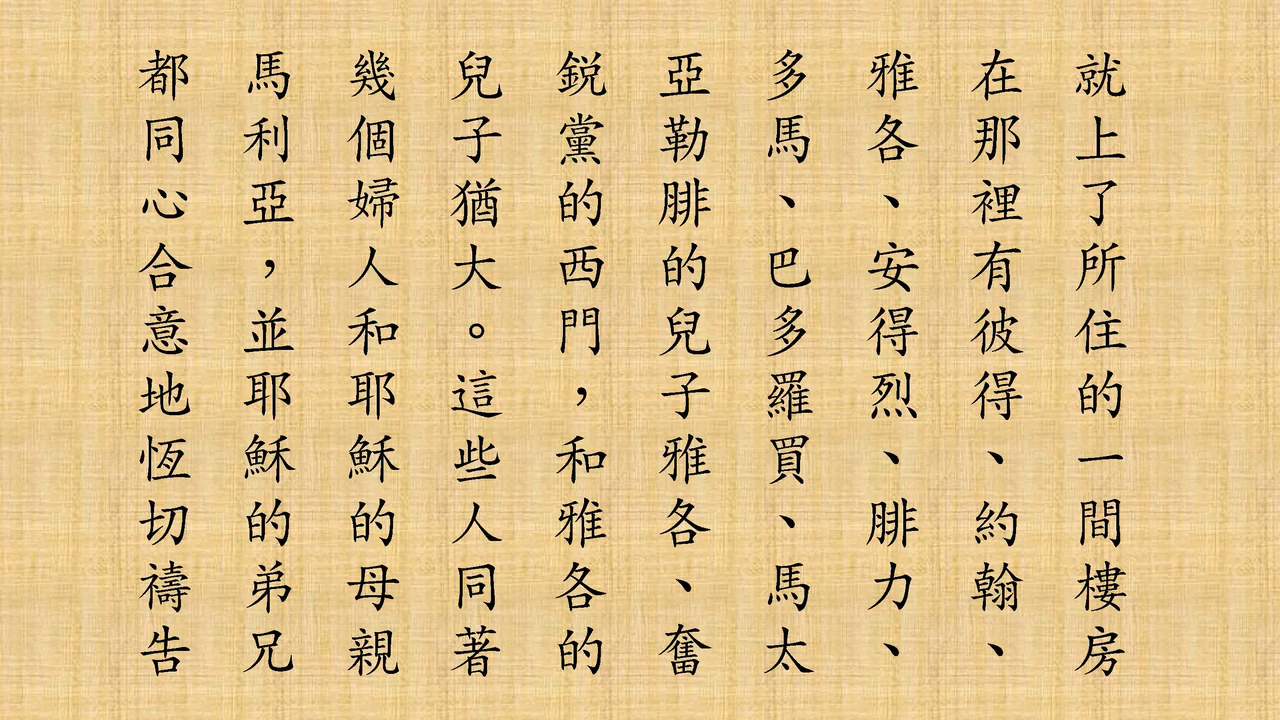 就上了所住的一間樓房
在那裡有彼得、約翰、
雅各、安得烈、腓力、
多馬、巴多羅買、馬太
亞勒腓的兒子雅各、奮
銳黨的西門，和雅各的
兒子猶大。這些人同著
幾個婦人和耶穌的母親
馬利亞，並耶穌的弟兄
都同心合意地恆切禱告